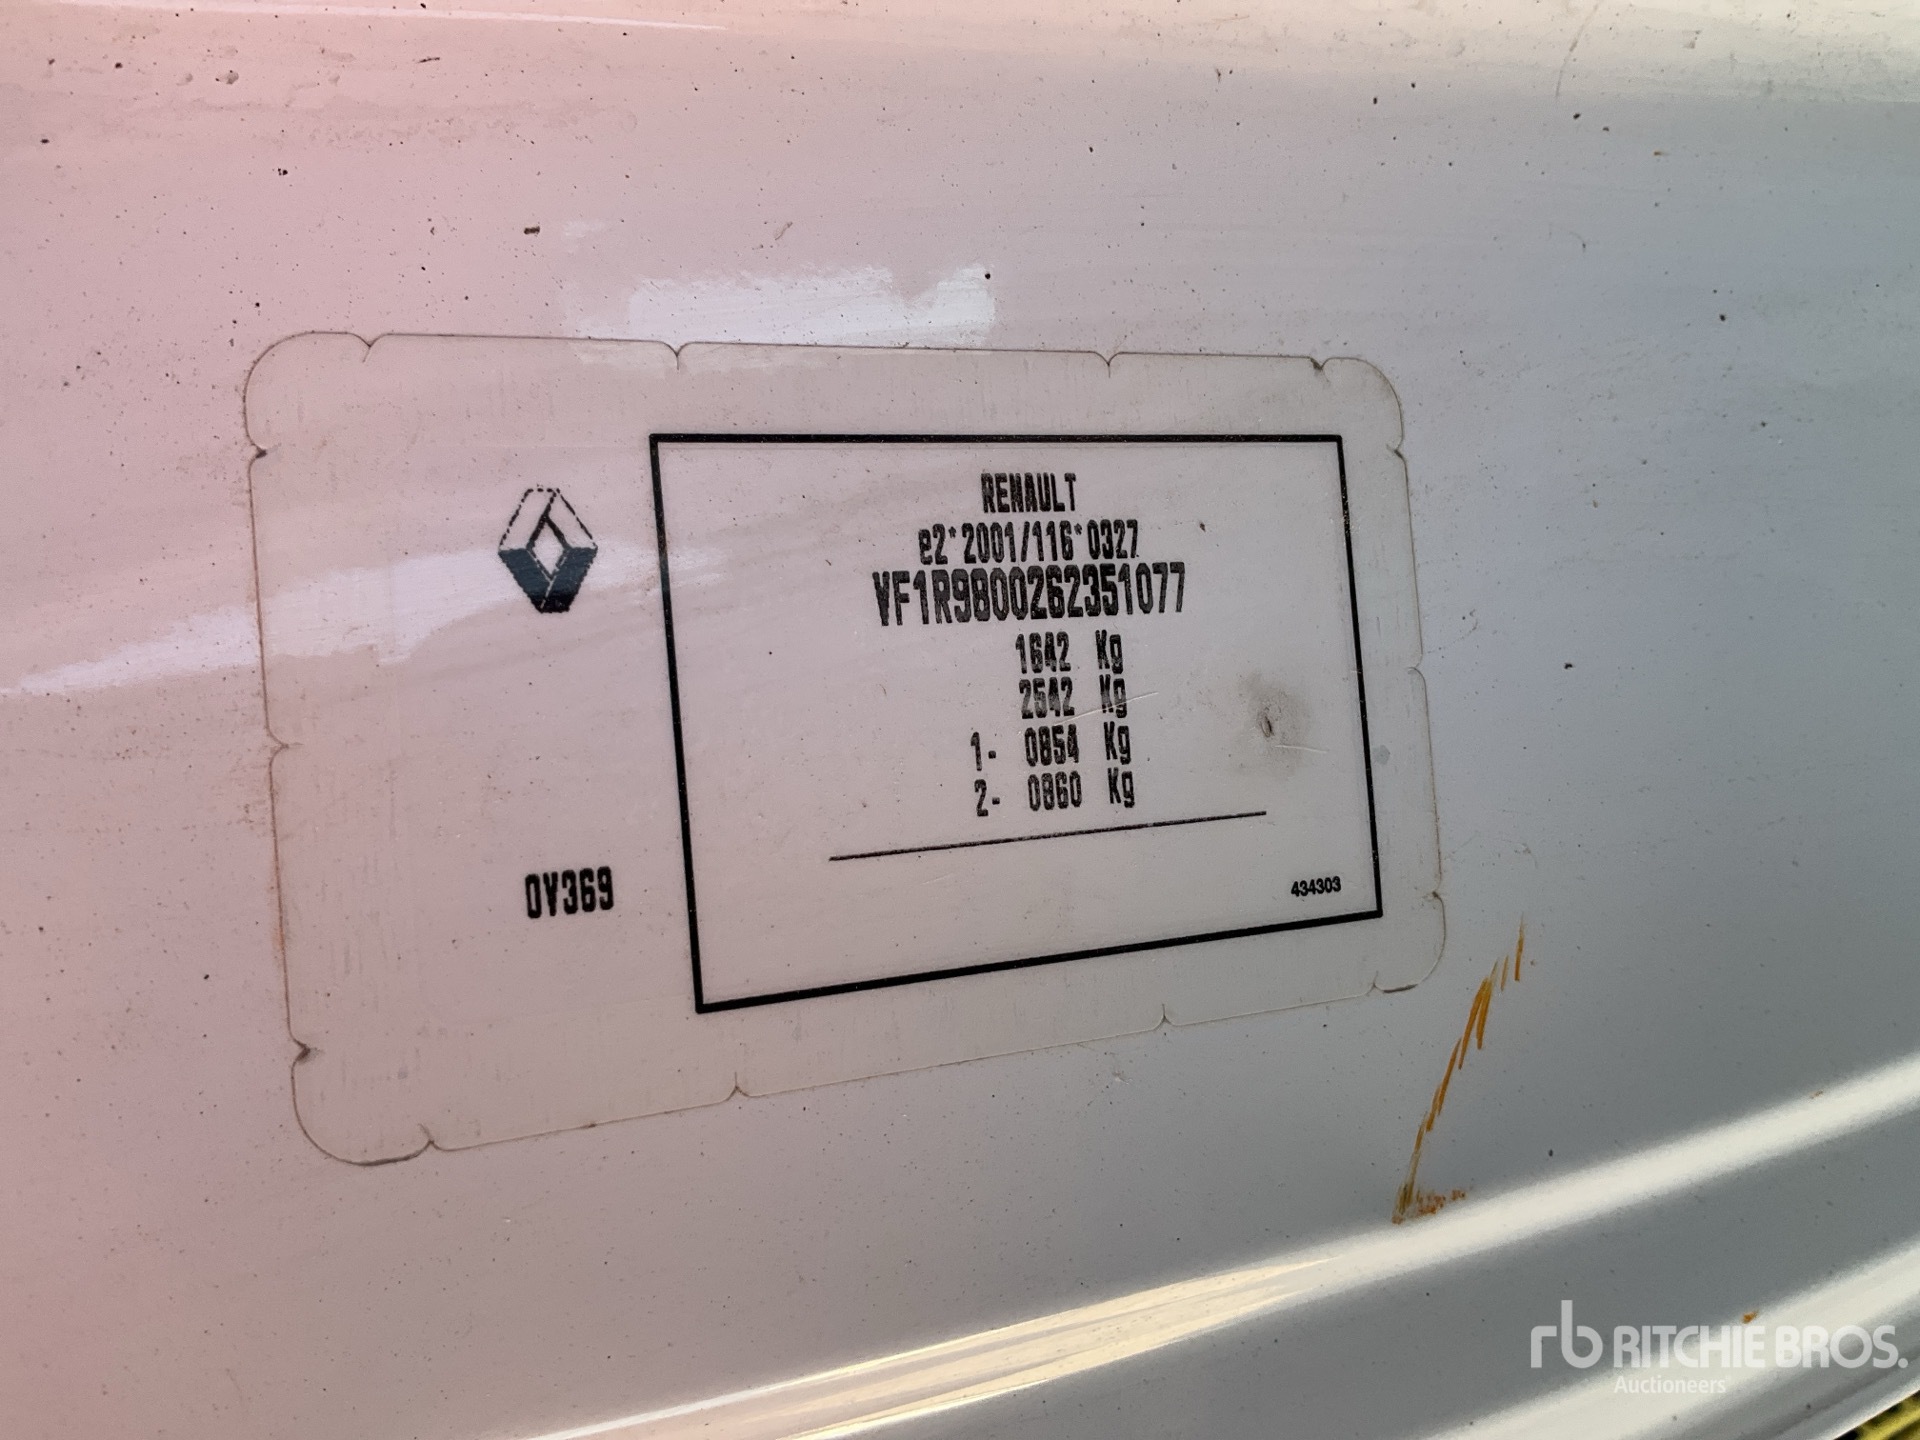 RENAULT
e2*2001/116*0327
VF1R9800262351077
1642 Kg
2542 Kg
1- 0854 Kg
2- 0860 Kg
0V369
434303
rb RITCHIE BROS.
Auctioneers